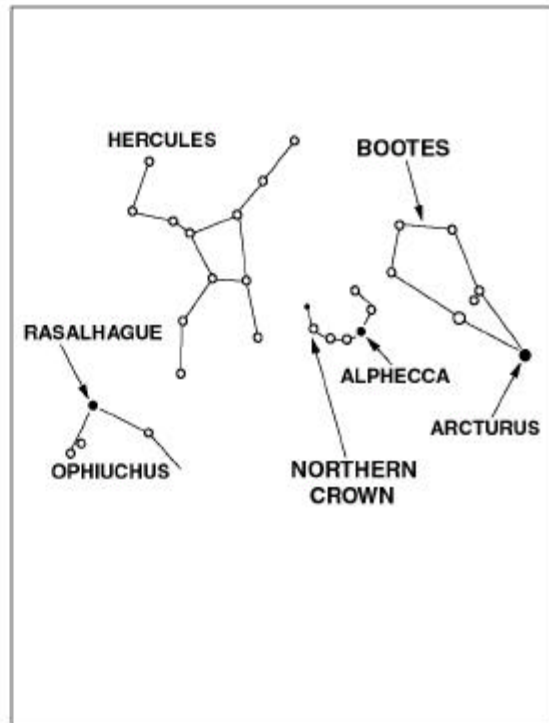 HERCULES
BOOTES
RASALHAGUE
ALPHECCA
ARCTURUS
OPHIUCHUS
NORTHERN
CROWN